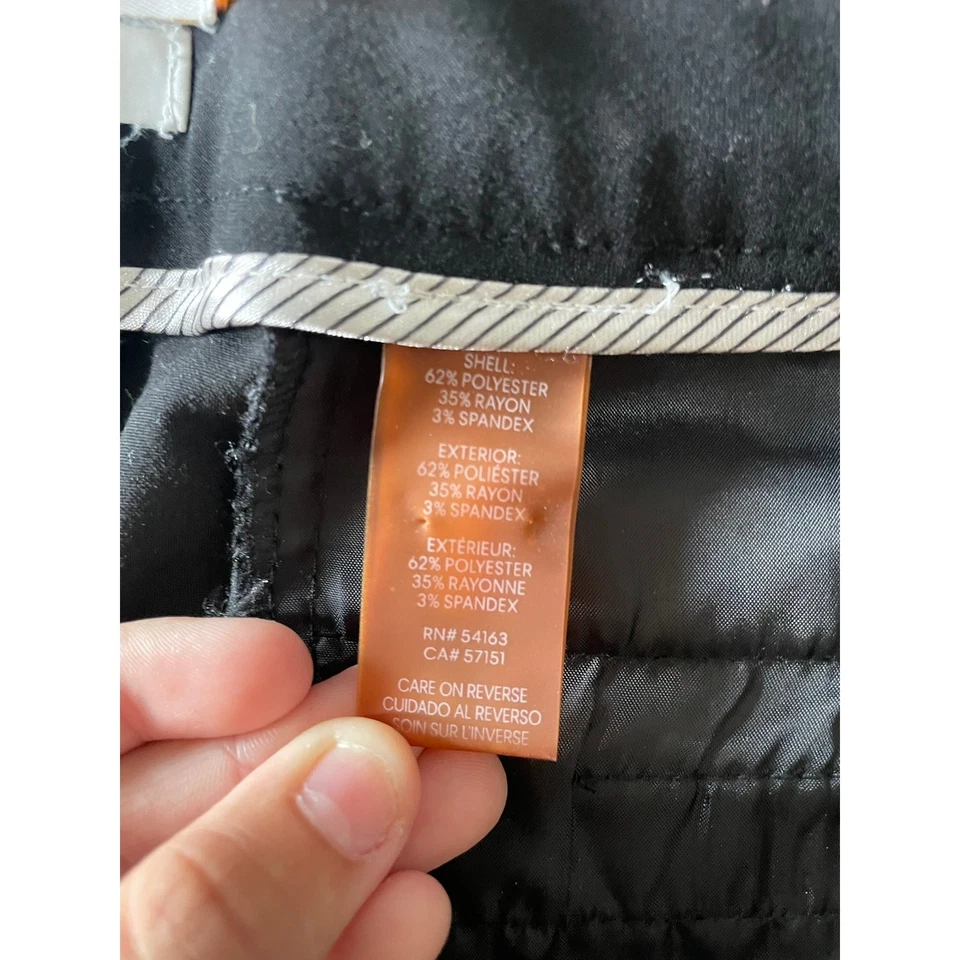 SHELL:
62% POLYESTER
35% RAYON
3% SPANDEX
EXTERIOR:
62% POLIÉSTER
35% RAYON
3% SPANDEX
EXTÉRIEUR:
62% POLYESTER
35% RAYONNE
3% SPANDEX
RN# 54163
CA# 57151
CARE ON REVERSE
CUIDADO AL REVERSO
SOIN SUR L'INVERSE